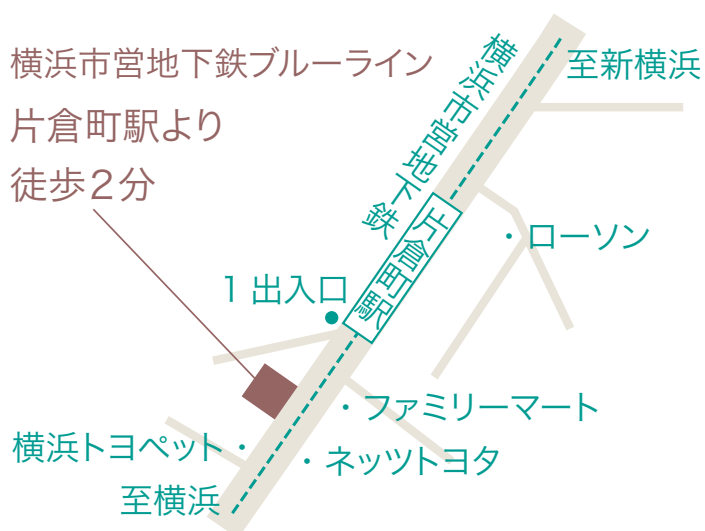 横浜市営地下鉄ブルーライン
片倉町駅より
徒歩2分
横浜市営地下鉄
至新横浜
片倉町駅
・ローソン
1出入口
・ファミリーマート
横浜トヨペット・
・ネッツトヨタ
至横浜